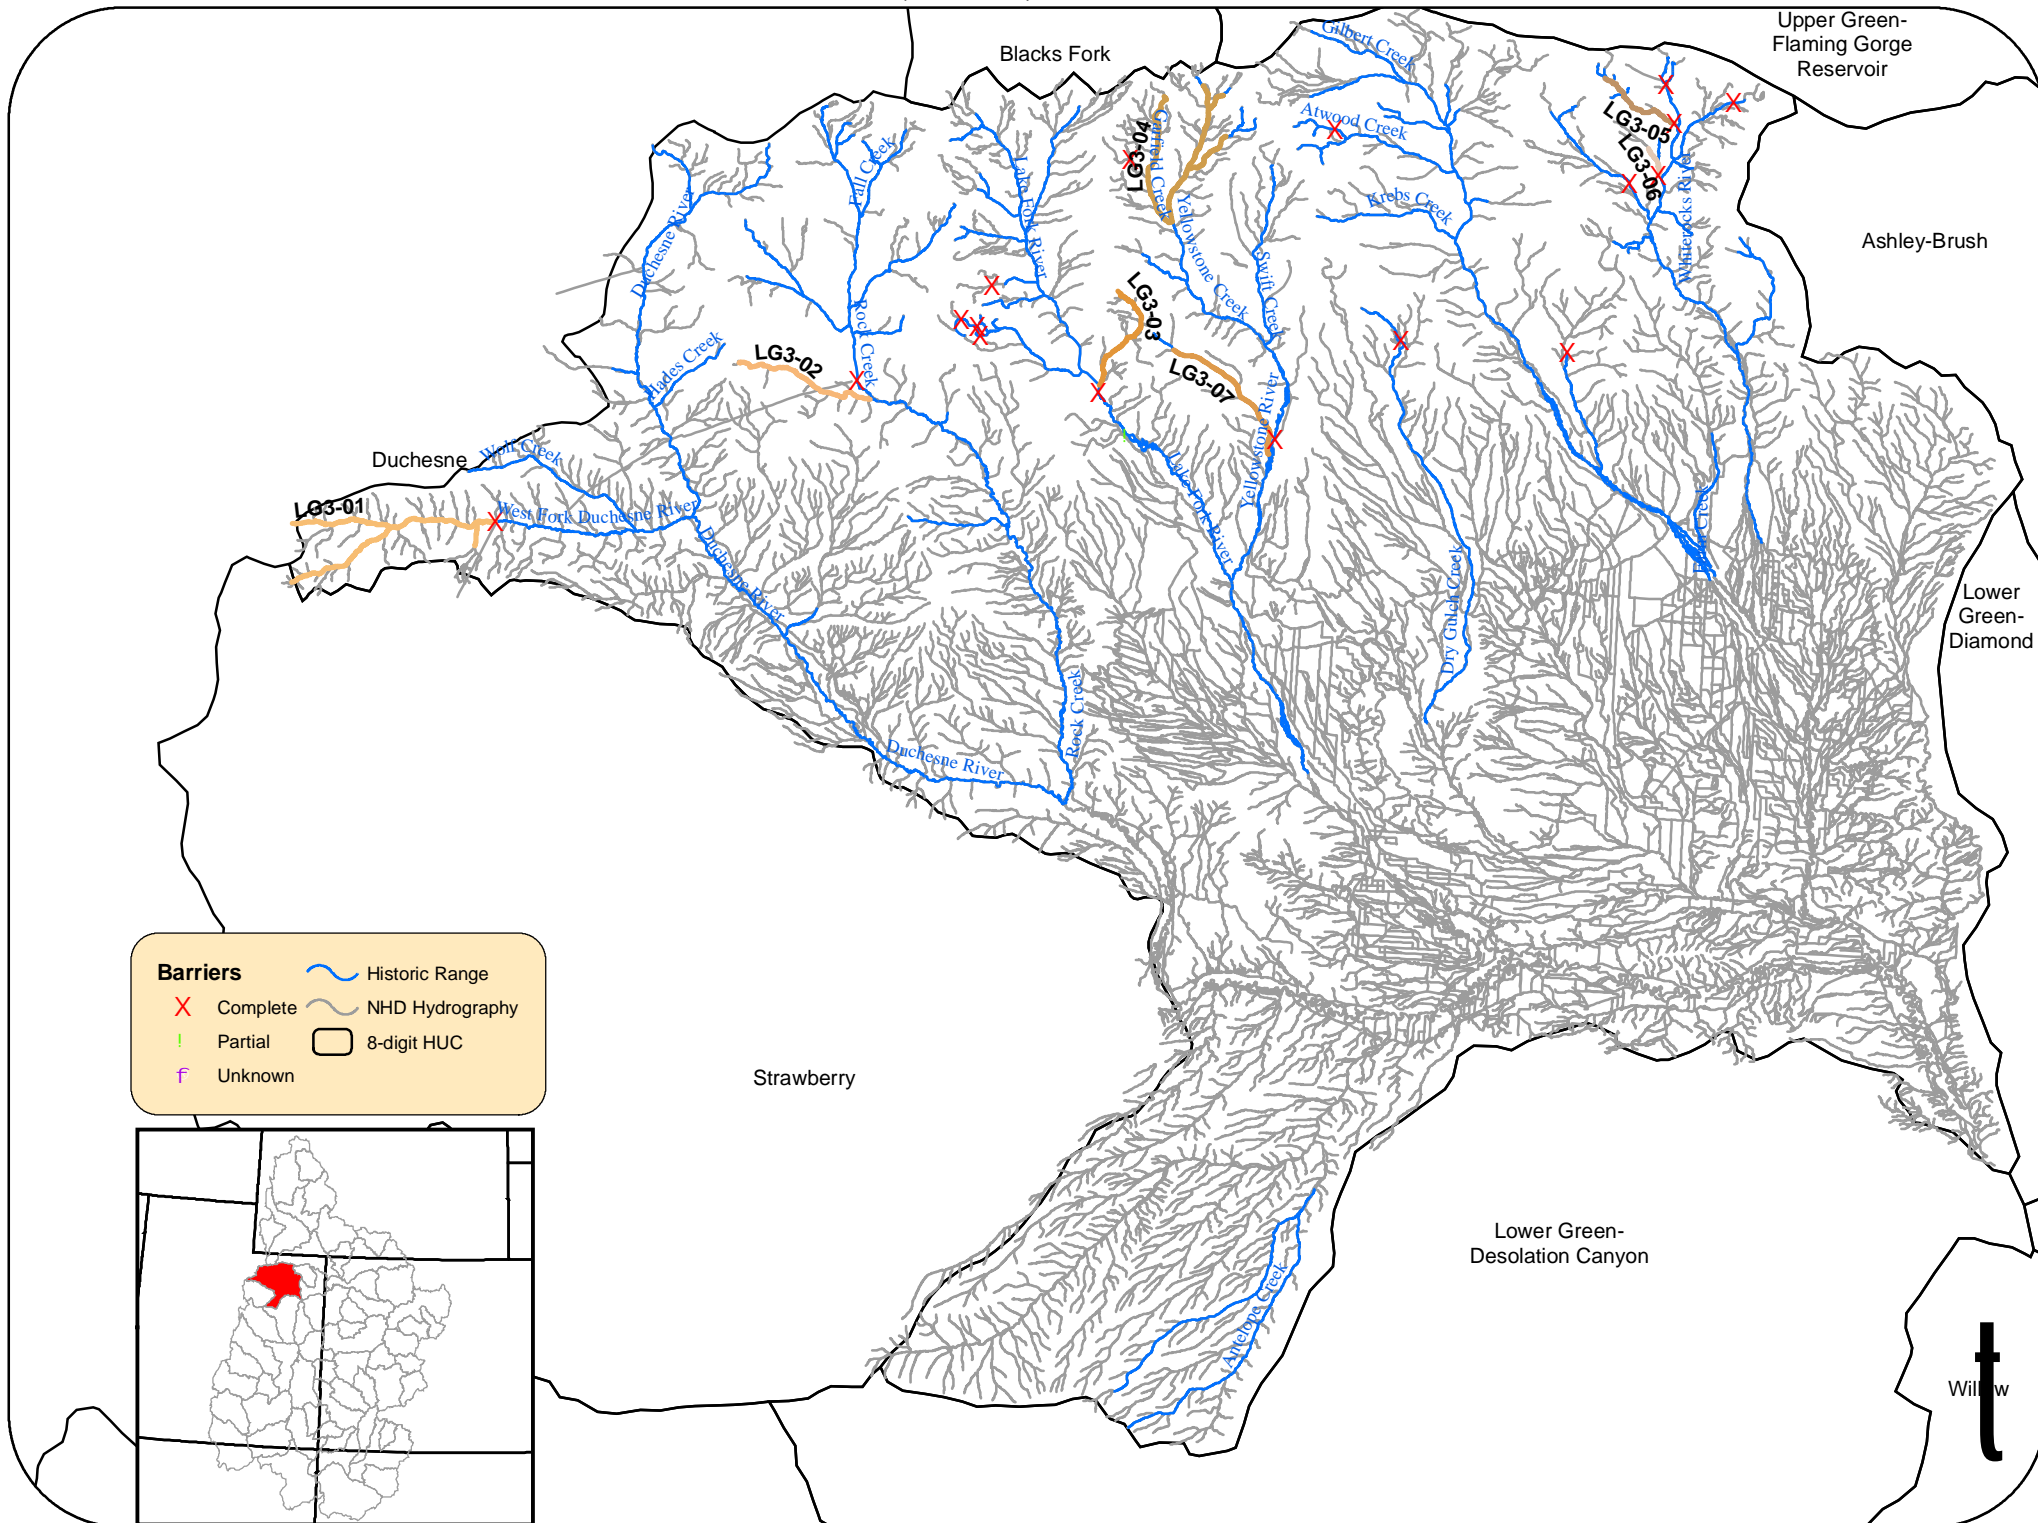 Upper Green-
Flaming Gorge
Reservoir
Blacks Fork
Gilbert Creek
Atwood Creek
LG3-05
LG3-06
LG3-04
Garfield Creek
Fall Creek
Lake Fork River
Krebs Creek
Whiterocks River
Duchesne River
Yellowstone Creek
Swift Creek
Ashley-Brush
LG3-03
Rock Creek
Hades Creek
LG3-02
LG3-07
Yellowstone River
Duchesne
Wolf Creek
LG3-01
West Fork Duchesne River
Lake Fork River
Duchesne River
Dry Gulch Creek
Lower
Green-
Diamond
Rock Creek
Duchesne River
Barriers
Complete
Partial
Unknown
Historic Range
NHD Hydrography
8-digit HUC
Strawberry
Lower Green-
Desolation Canyon
Antelope Creek
t